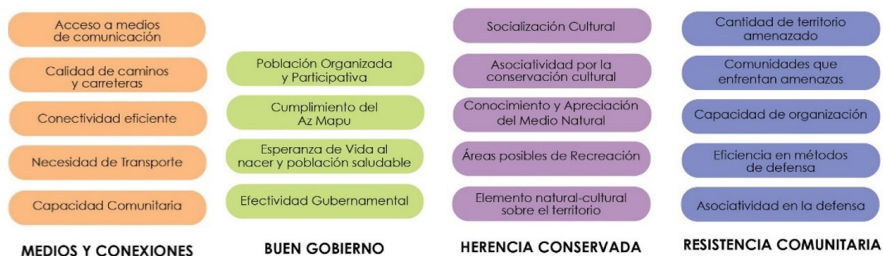 Acceso a medios
de comunicación
Calidad de caminos
y carreteras
Conectividad eficiente
Necesidad de Transporte
Capacidad Comunitaria
MEDIOS Y CONEXIONES
Población Organizada
y Participativa
Cumplimiento del
Az Mapu
Esperanza de Vida al
nacer y población saludable
Efectividad Gubernamental
BUEN GOBIERNO
Socialización Cultural
Asociatividad por la
conservación cultural
Conocimiento y Apreciación
del Medio Natural
Áreas posibles de Recreación
Elemento natural-cultural
sobre el territorio
HERENCIA CONSERVADA
Cantidad de territorio
amenazado
Comunidades que
enfrentan amenazas
Capacidad de organización
Eficiencia en métodos
de defensa
Asociatividad en la defensa
RESISTENCIA COMUNITARIA